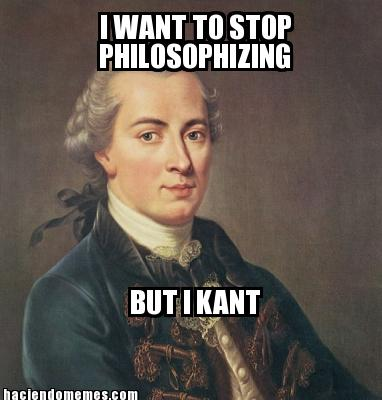 I WANT TO STOP
PHILOSOPHIZING
BUT I KANT
haciendomemes.com